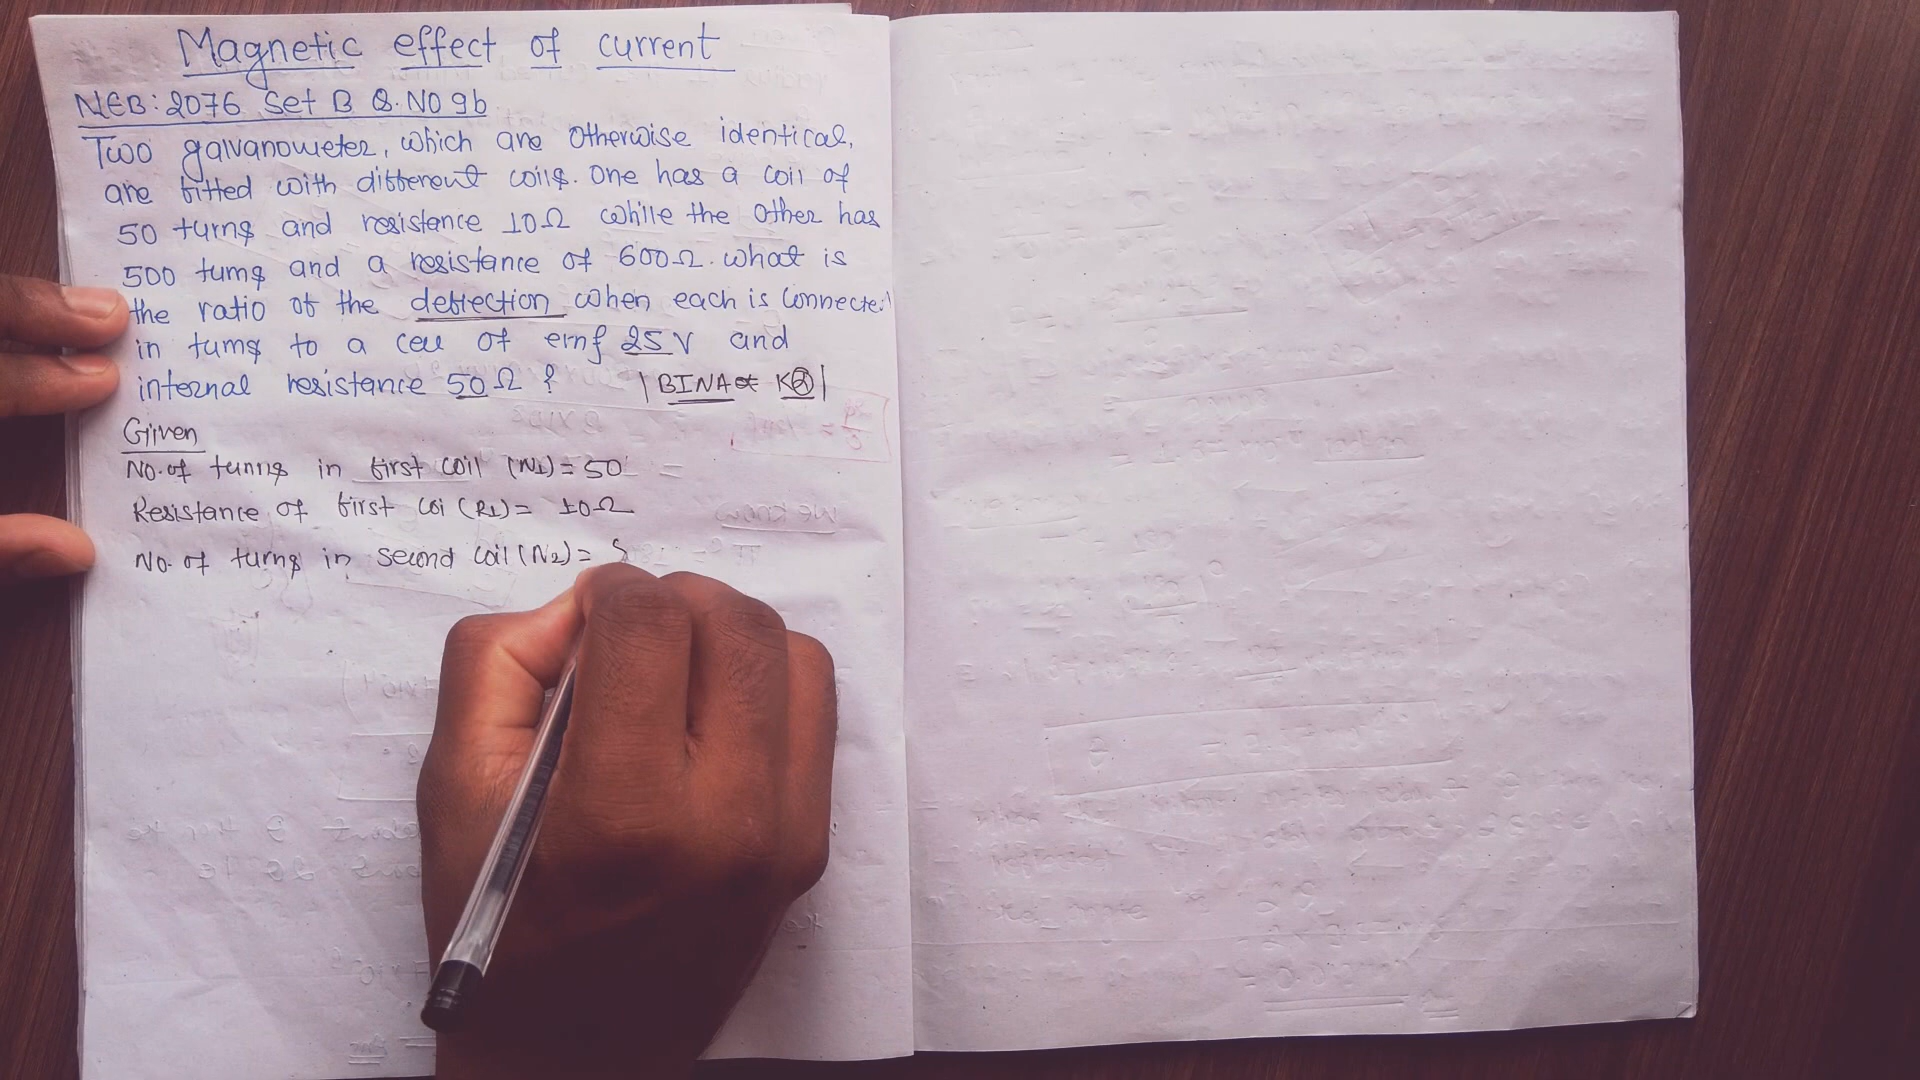 Magnetic effect of current
NEB: 2076 Set B Q.NO 9b
Two galvanometer, which are otherwise identical,
are fitted with different coils. One has a coil of
50 turns and resistance 10Ω while the other has
500 turns and a resistance of 600Ω. what is
the ratio of the deflection when each is connected
in turns to a cell of emf 25 V and
internal resistance 50Ω ? | BINA
Given
No. of turns in first coil (N1) = 50 =
Resistance of first coi (R1) = 10Ω
No. of turns in second coil (N2) = 5